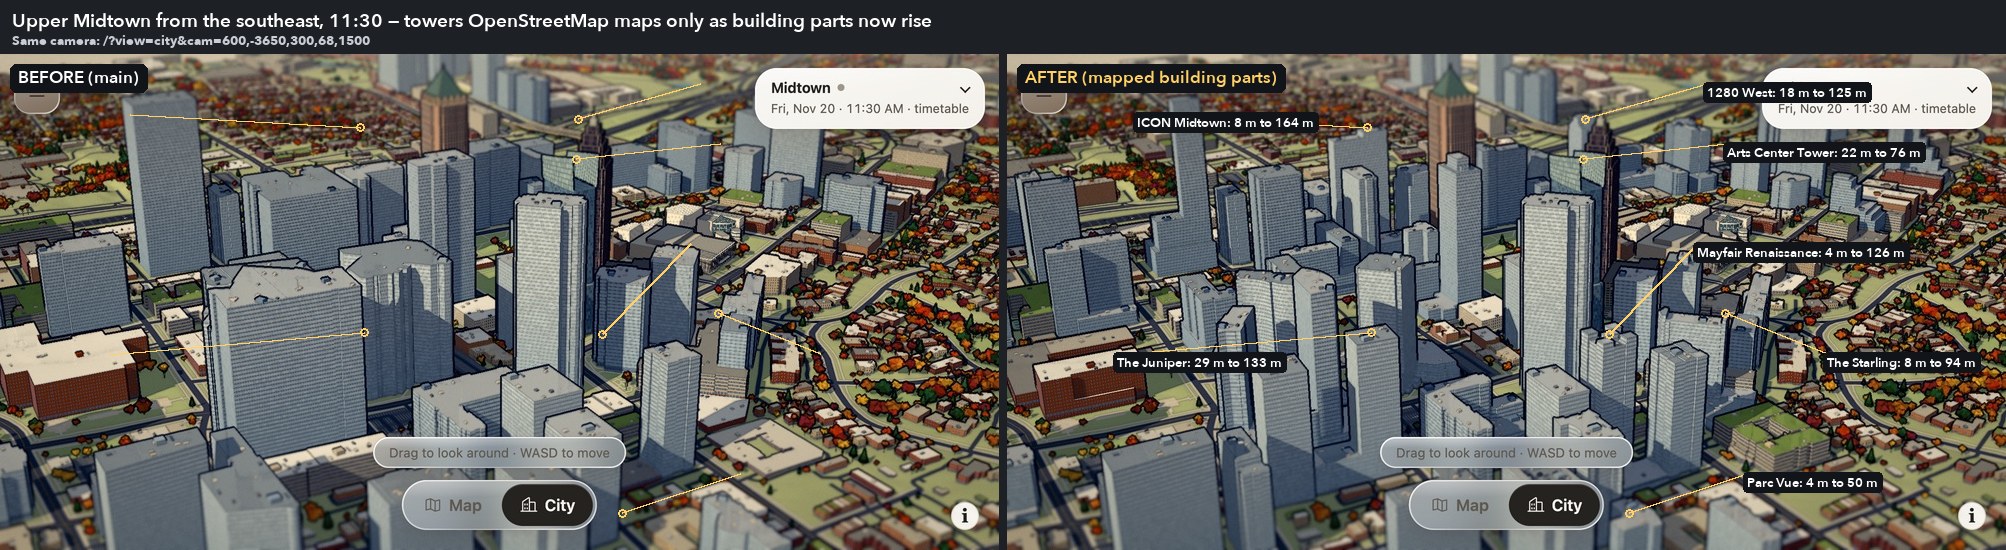 Upper Midtown from the southeast, 11:30 – towers OpenStreetMap maps only as building parts now rise
Same camera: /?view=city&cam=600,-3650,300,68,1500
BEFORE (main)
Midtown
Fri, Nov 20 · 11:30 AM · timetable
Drag to look around · WASD to move
Map
City
i
AFTER (mapped building parts)
1280 West: 18 m to 125 m
Fri, Nov 20 · 11:30 AM · timetable
ICON Midtown: 8 m to 164 m
Arts Center Tower: 22 m to 76 m
Mayfair Renaissance: 4 m to 126 m
The Juniper: 29 m to 133 m
The Starling: 8 m to 94 m
Drag to look around · WASD to move
Parc Vue: 4 m to 50 m
Map
City
i